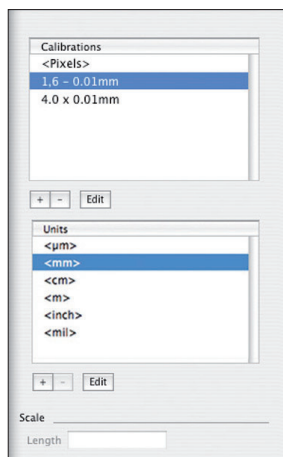 Calibrations
<Pixels>
1.6 – 0.01mm
4.0 x 0.01mm
+ - Edit
Units
<µm>
<mm>
<cm>
<m>
<inch>
<mil>
+ - Edit
Scale
Length